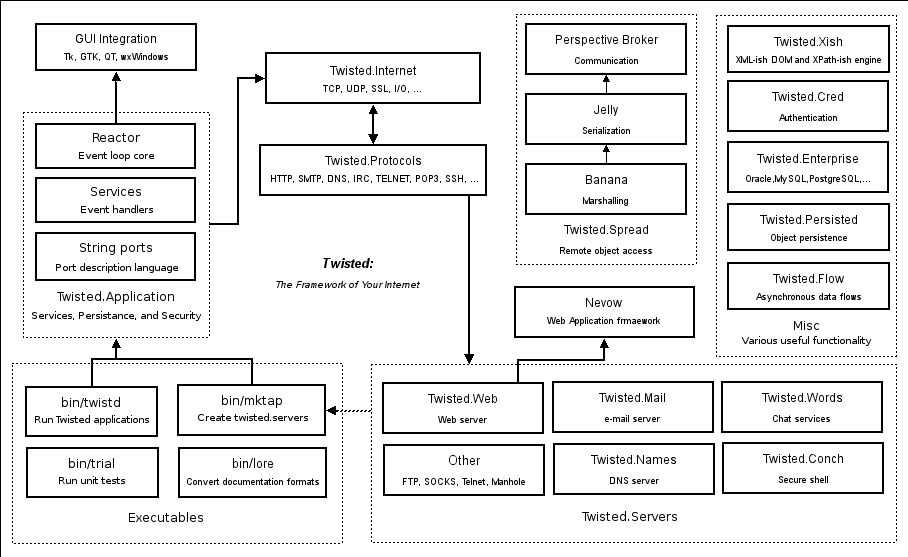 GUI Integration
Tk, GTK, QT, wxWindows
Reactor
Event loop core
Services
Event handlers
String ports
Port description language
Twisted.Application
Services, Persistance, and Security
Twisted.Internet
TCP, UDP, SSL, I/O, ...
Twisted.Protocols
HTTP, SMTP, DNS, IRC, TELNET, POP3, SSH, ...
Twisted:
The Framework of Your Internet
Perspective Broker
Communication
Jelly
Serialization
Banana
Marshalling
Twisted.Spread
Remote object access
Nevow
Web Application frmaework
Twisted.Xish
XML-ish DOM and XPath-ish engine
Twisted.Cred
Authentication
Twisted.Enterprise
Oracle,MySQL,PostgreSQL,...
Twisted.Persisted
Object persistence
Twisted.Flow
Asynchronous data flows
Misc
Various useful functionality
bin/twistd
Run Twisted applications
bin/mktap
Create twisted.servers
bin/trial
Run unit tests
bin/lore
Convert documentation formats
Executables
Twisted.Web
Web server
Twisted.Mail
e-mail server
Twisted.Words
Chat services
Other
FTP, SOCKS, Telnet, Manhole
Twisted.Names
DNS server
Twisted.Conch
Secure shell
Twisted.Servers